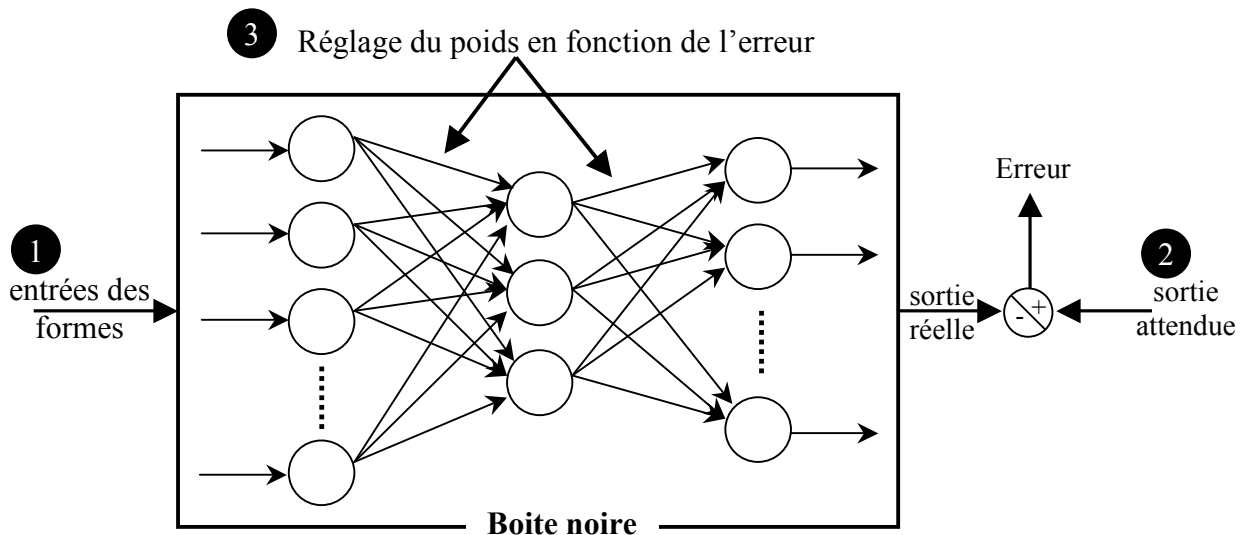 3 Réglage du poids en fonction de l'erreur
Erreur
1
entrées des
formes
2
sortie
réelle
- +
sortie
attendue
Boite noire